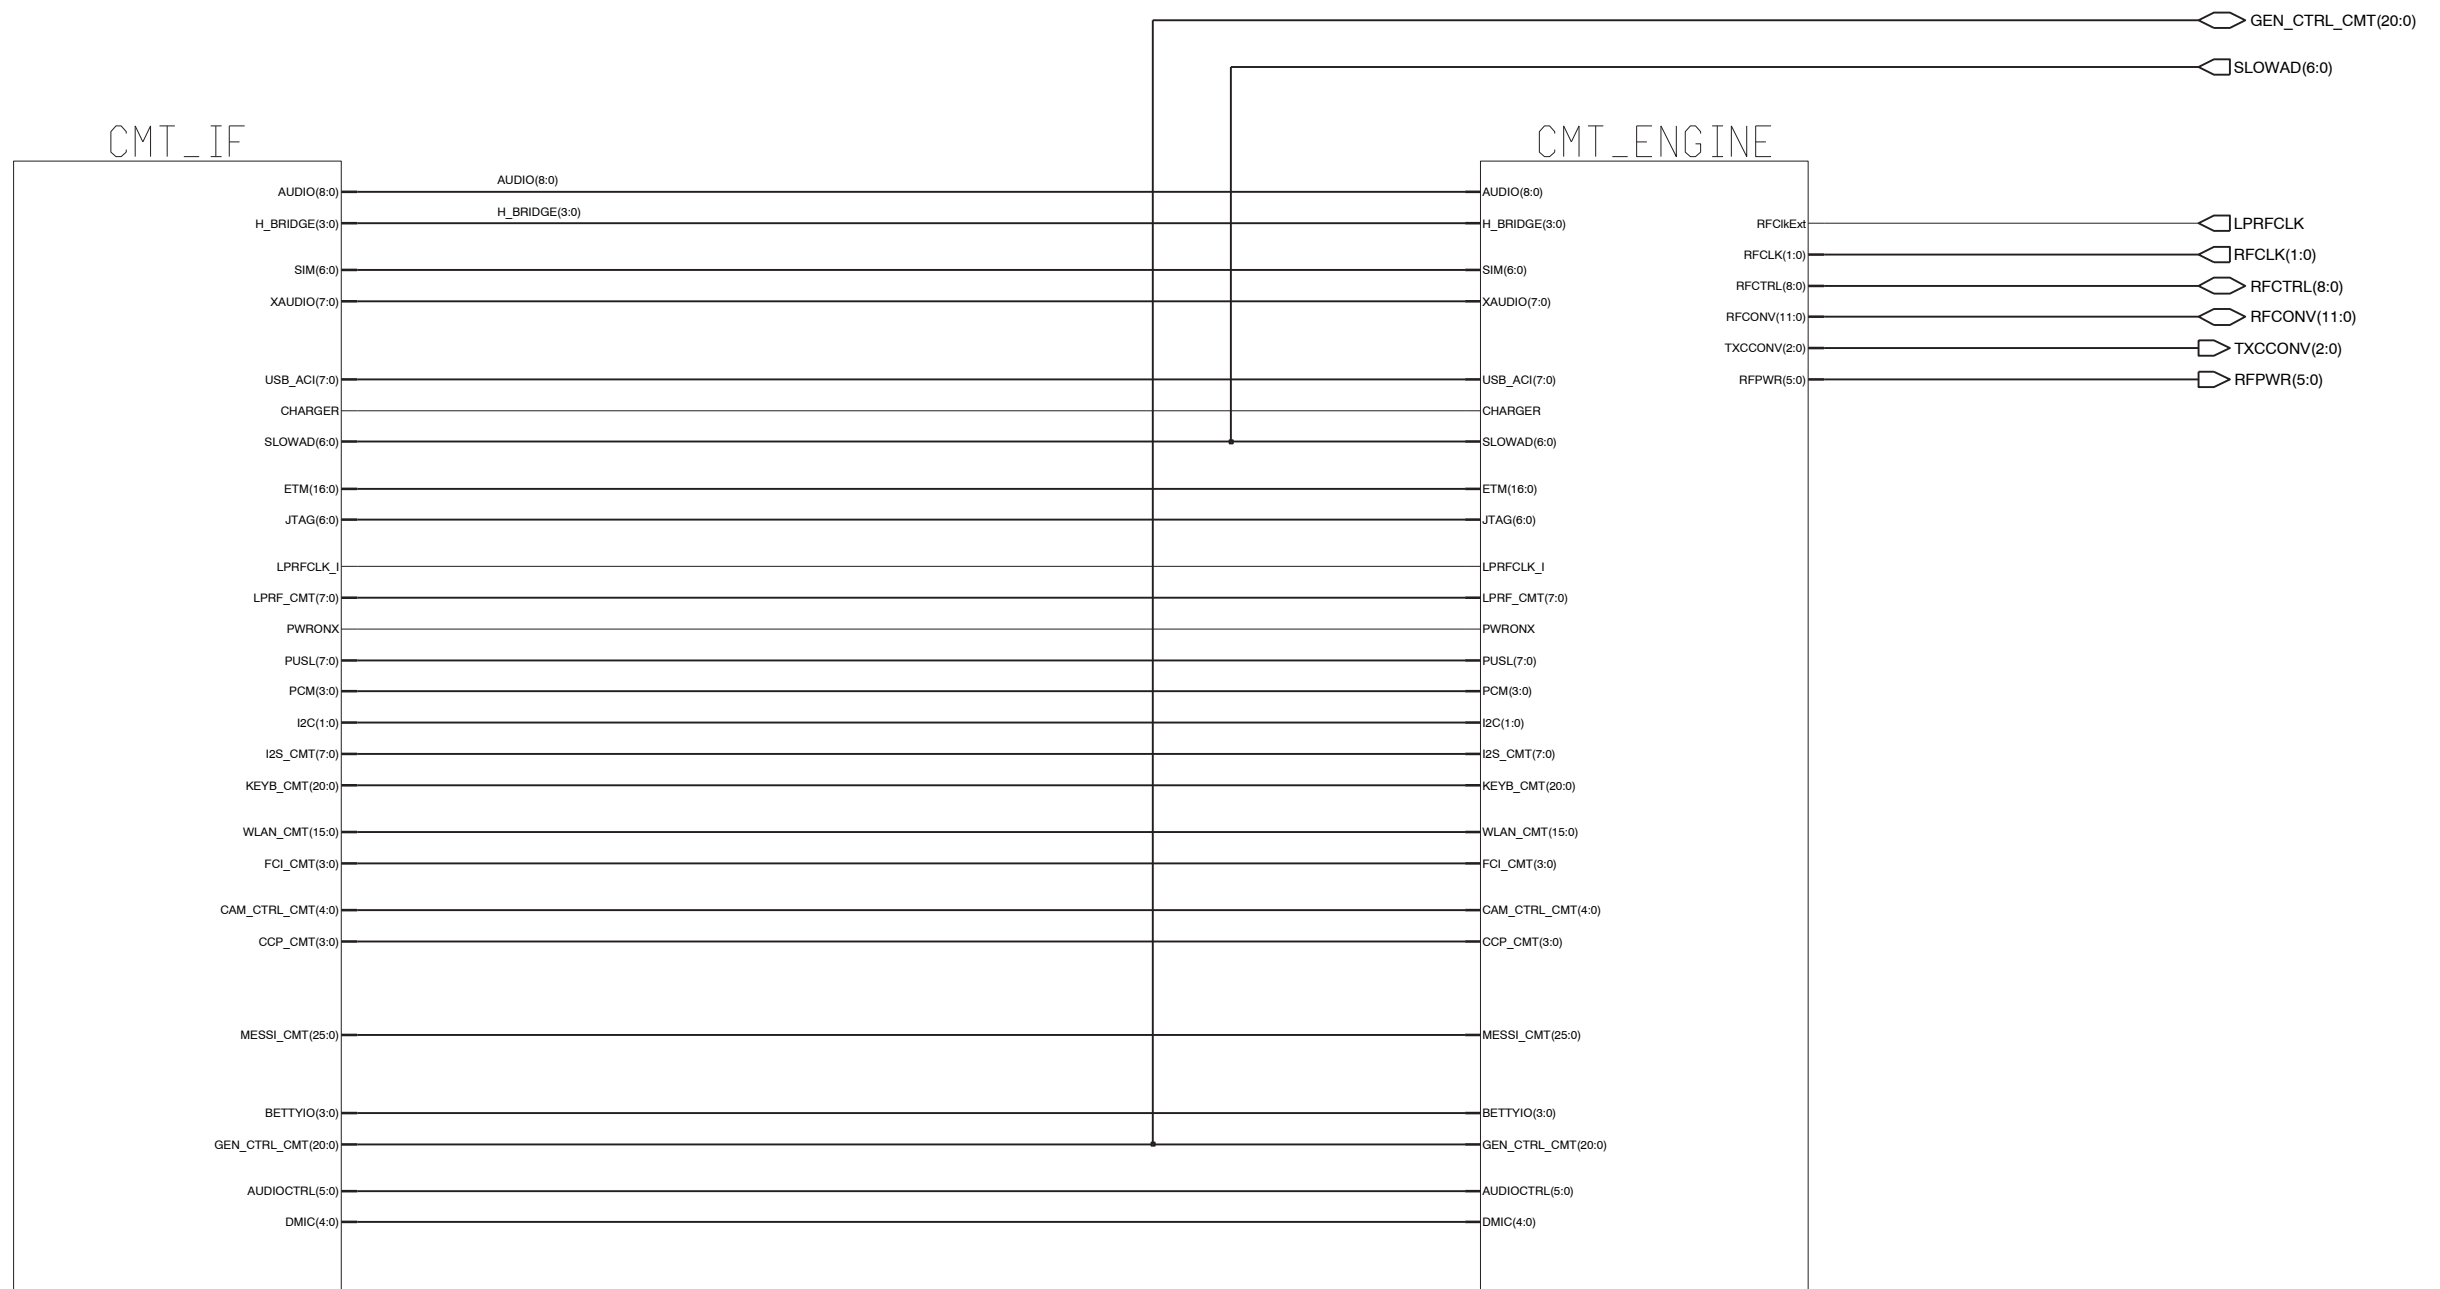 GEN_CTRL_CMT(20:0)
SLOWAD(6:0)
CMT_IF
CMT_ENGINE
AUDIO(8:0) AUDIO(8:0) AUDIO(8:0)
H_BRIDGE(3:0) H_BRIDGE(3:0) H_BRIDGE(3:0) RFClkExt LPRFCLK
RFCLK(1:0) RFCLK(1:0)
SIM(6:0) SIM(6:0)
RFCTRL(8:0) RFCTRL(8:0)
XAUDIO(7:0) XAUDIO(7:0)
RFCONV(11:0) RFCONV(11:0)
TXCCONV(2:0) TXCCONV(2:0)
USB_ACI(7:0) USB_ACI(7:0) RFPWR(5:0) RFPWR(5:0)
CHARGER CHARGER
SLOWAD(6:0) SLOWAD(6:0)
ETM(16:0) ETM(16:0)
JTAG(6:0) JTAG(6:0)
LPRFCLK_I LPRFCLK_I
LPRF_CMT(7:0) LPRF_CMT(7:0)
PWRONX PWRONX
PUSL(7:0) PUSL(7:0)
PCM(3:0) PCM(3:0)
I2C(1:0) I2C(1:0)
I2S_CMT(7:0) I2S_CMT(7:0)
KEYB_CMT(20:0) KEYB_CMT(20:0)
WLAN_CMT(15:0) WLAN_CMT(15:0)
FCI_CMT(3:0) FCI_CMT(3:0)
CAM_CTRL_CMT(4:0) CAM_CTRL_CMT(4:0)
CCP_CMT(3:0) CCP_CMT(3:0)
MESSI_CMT(25:0) MESSI_CMT(25:0)
BETTYIO(3:0) BETTYIO(3:0)
GEN_CTRL_CMT(20:0) GEN_CTRL_CMT(20:0)
AUDIOCTRL(5:0) AUDIOCTRL(5:0)
DMIC(4:0) DMIC(4:0)